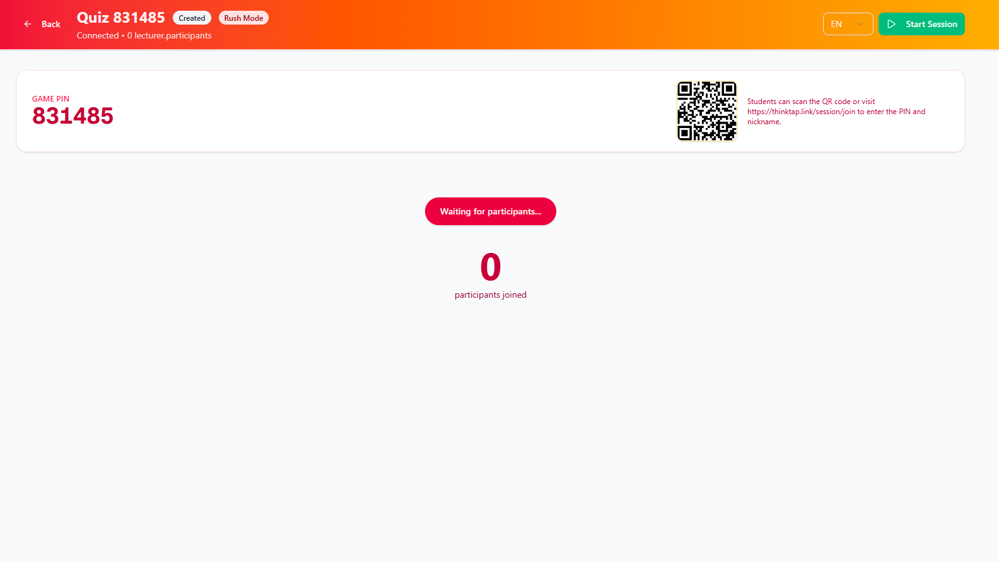 Back
Quiz 831485
Created
Rush Mode
Connected • 0 lecturer.participants
EN
Start Session
GAME PIN
831485
Students can scan the QR code or visit
https://thinktap.link/session/join to enter the PIN and
nickname.
Waiting for participants...
0
participants joined